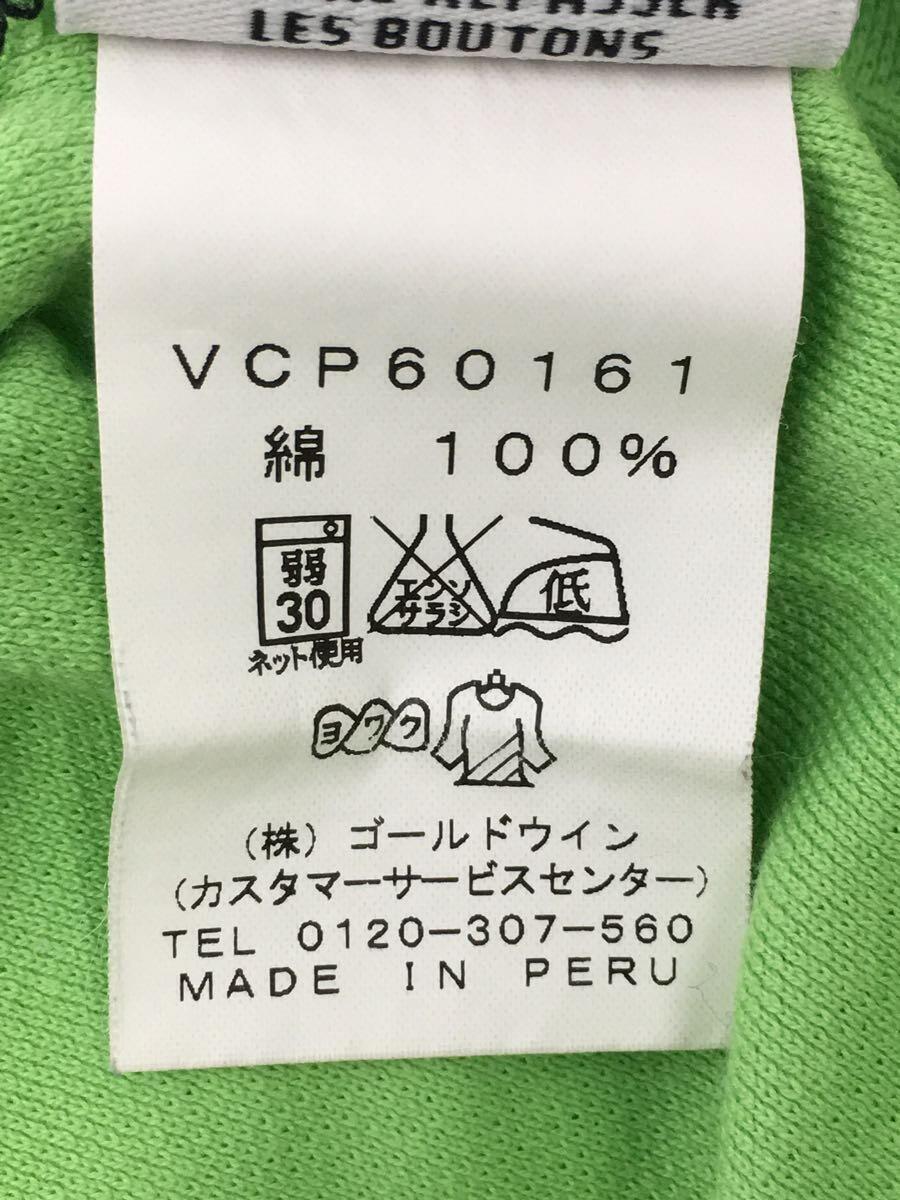 LES BOUTONS
VCP60161
綿 100%
弱
30
エンソ
サラシ
低
ネット使用
ヨワク
(株)ゴールドウイン
(カスタマーサービスセンター)
TEL 0120-307-560
MADE IN PERU